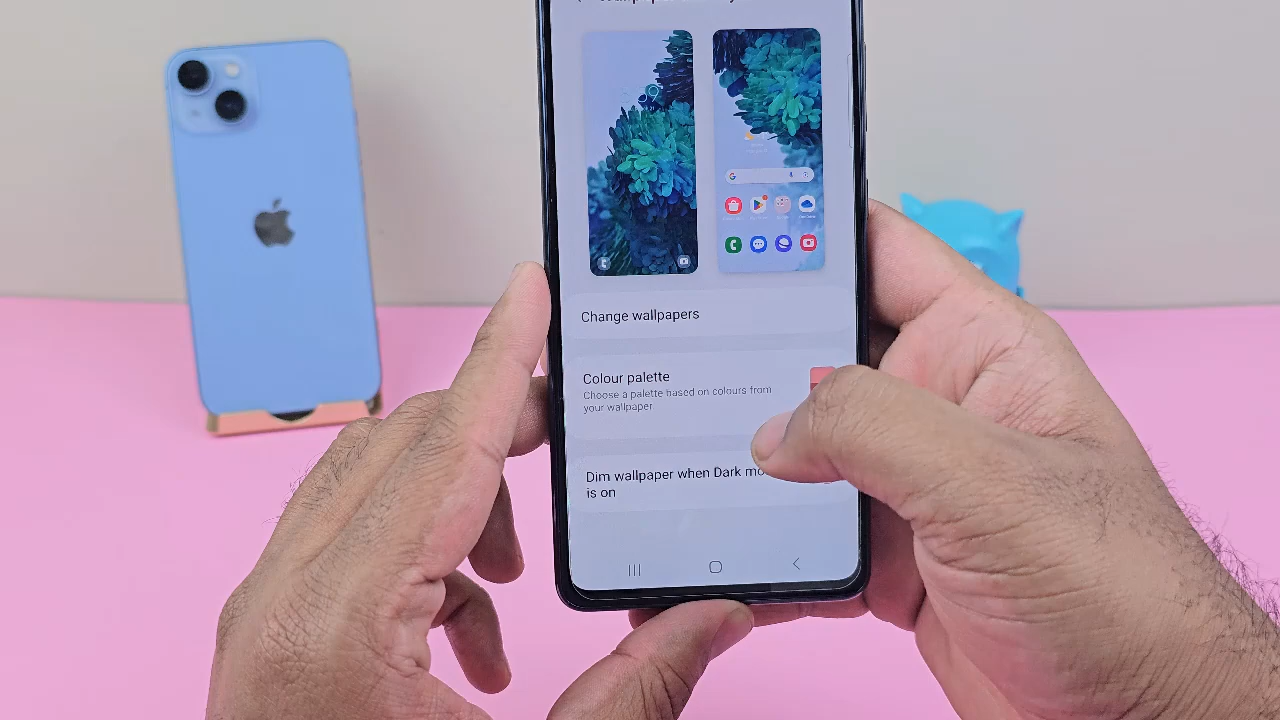 Change wallpapers
Colour palette
Choose a palette based on colours from
your wallpaper
Dim wallpaper when Dark mo
is on